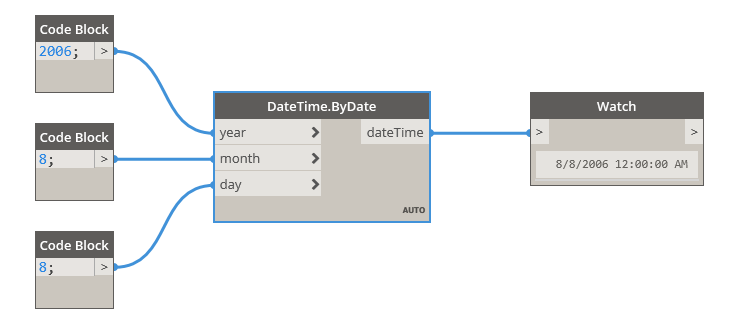 Code Block
2006; >
Code Block
8; >
Code Block
8; >
DateTime.ByDate
year > dateTime
month >
day >
AUTO
Watch
> >
8/8/2006 12:00:00 AM